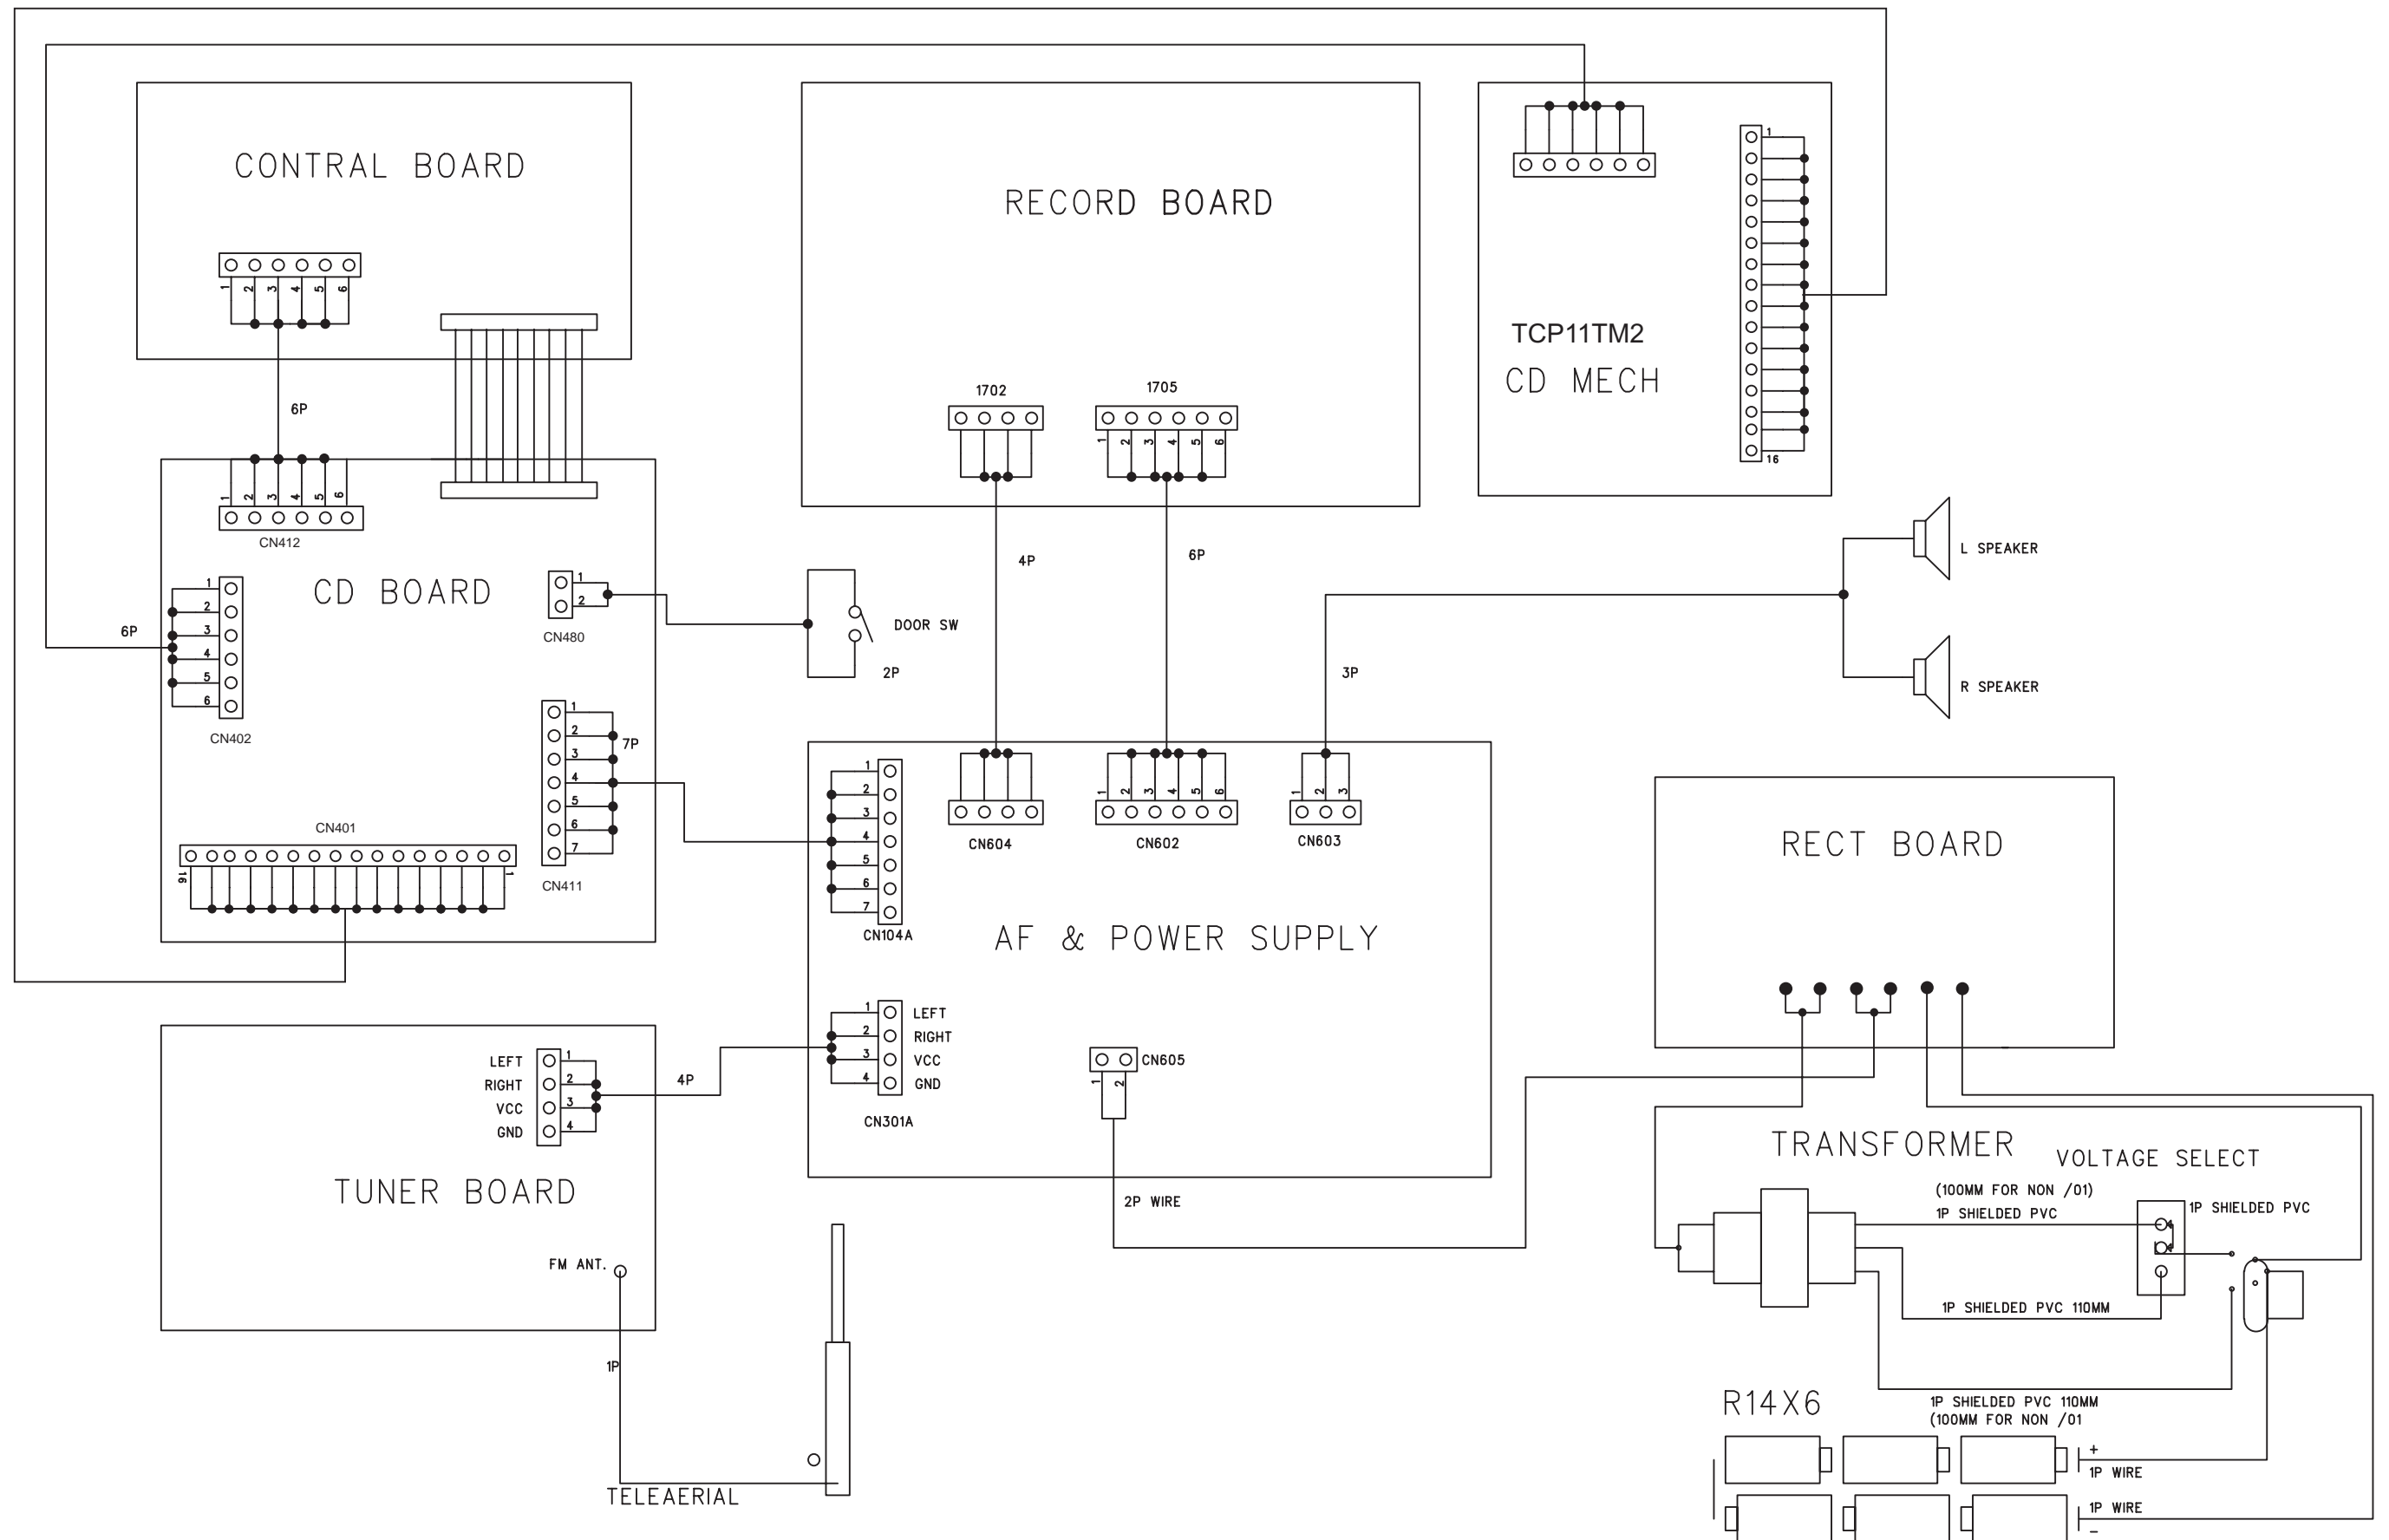 CONTRAL BOARD
1 2 3 4 5 6
6P
RECORD BOARD
1702
1705
1 2 3 4 5 6
4P
6P
TCP11TM2
CD MECH
1
16
L SPEAKER
R SPEAKER
3P
1 2 3 4 5 6
CN412
CD BOARD
1
2
3
4
5
6
6P
CN402
1
2
CN480
DOOR SW
2P
1
2
3
4
5
6
7
7P
CN411
CN401
16 1
1
2
3
4
5
6
7
CN104A
CN604
1 2 3 4 5 6
CN602
1 2 3
CN603
AF & POWER SUPPLY
1 LEFT
2 RIGHT
3 VCC
4 GND
CN301A
CN605
1 2
2P WIRE
LEFT 1
RIGHT 2
VCC 3
GND 4
4P
TUNER BOARD
FM ANT.
1P
TELEAERIAL
RECT BOARD
TRANSFORMER
VOLTAGE SELECT
(100MM FOR NON /01)
1P SHIELDED PVC
1P SHIELDED PVC
1P SHIELDED PVC 110MM
1P SHIELDED PVC 110MM
(100MM FOR NON /01
R14X6
+
1P WIRE
1P WIRE
−